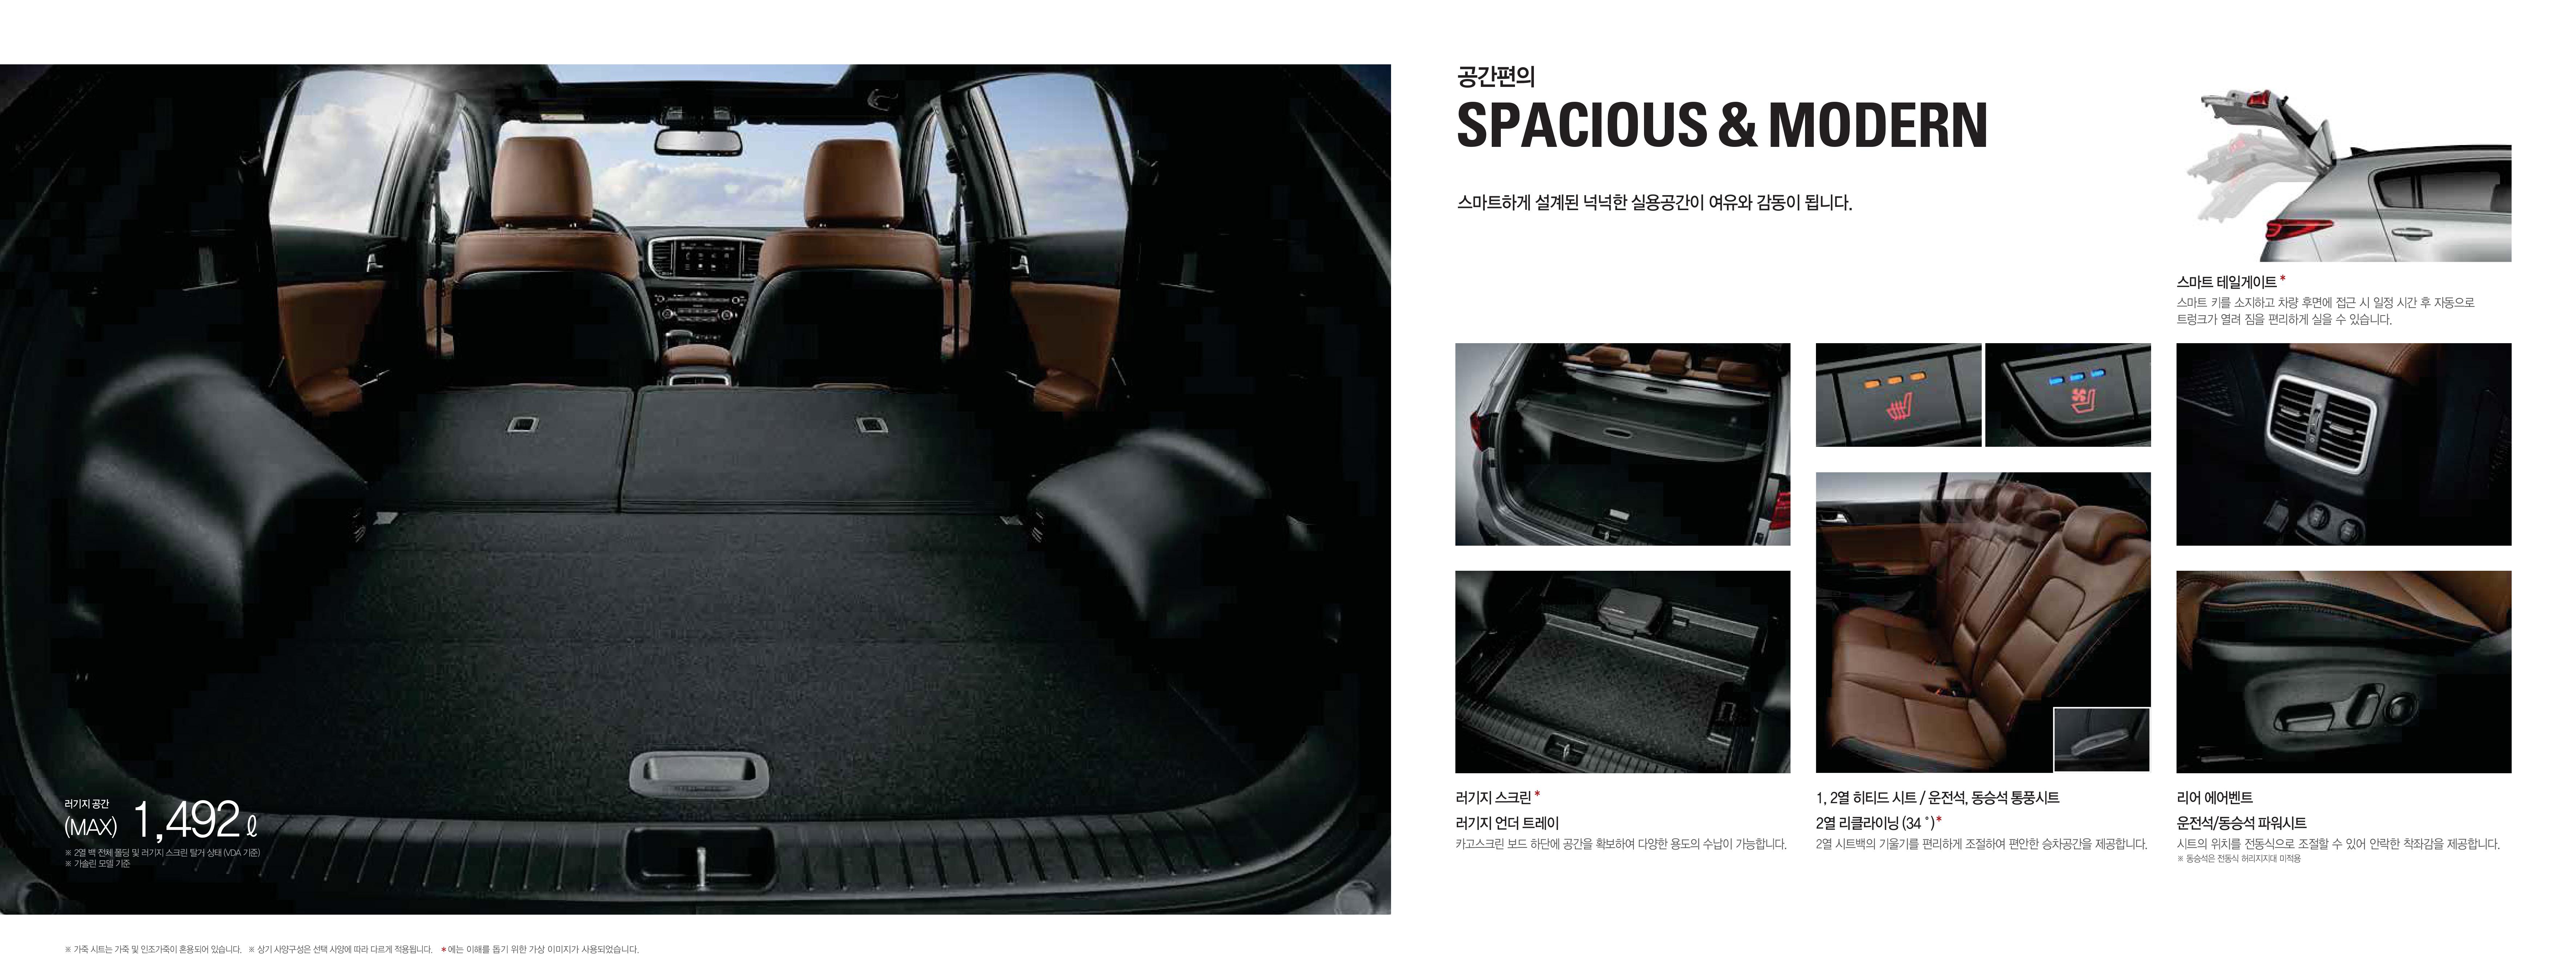 러기지 공간
(MAX) 1,492ℓ
※ 2열 백 전체 폴딩 및 러기지 스크린 탈거 상태 (VDA 기준)
※ 가솔린 모델 기준
※ 가죽 시트는 가죽 및 인조가죽이 혼용되어 있습니다. ※ 상기 사양구성은 선택 사양에 따라 다르게 적용됩니다. *에는 이해를 돕기 위한 가상 이미지가 사용되었습니다.
공간편의
SPACIOUS & MODERN
스마트하게 설계된 넉넉한 실용공간이 여유와 감동이 됩니다.
스마트 테일게이트 *
스마트 키를 소지하고 차량 후면에 접근 시 일정 시간 후 자동으로
트렁크가 열려 짐을 편리하게 실을 수 있습니다.
러기지 스크린 *
러기지 언더 트레이
카고스크린 보드 하단에 공간을 확보하여 다양한 용도의 수납이 가능합니다.
1, 2열 히티드 시트 / 운전석, 동승석 통풍시트
2열 리클라이닝 (34˚)*
2열 시트백의 기울기를 편리하게 조절하여 편안한 승차공간을 제공합니다.
리어 에어벤트
운전석/동승석 파워시트
시트의 위치를 전동식으로 조절할 수 있어 안락한 착좌감을 제공합니다.
※ 동승석은 전동식 허리지지대 미적용